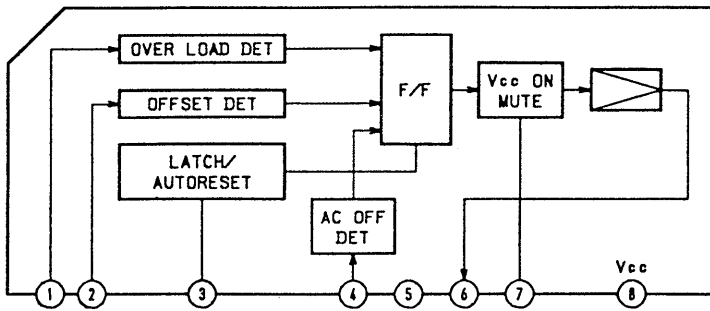 OVER LOAD DET
OFFSET DET
LATCH/
AUTORESET
F/F
Vcc ON
MUTE
AC OFF
DET
Vcc
1 2 3 4 5 6 7 8